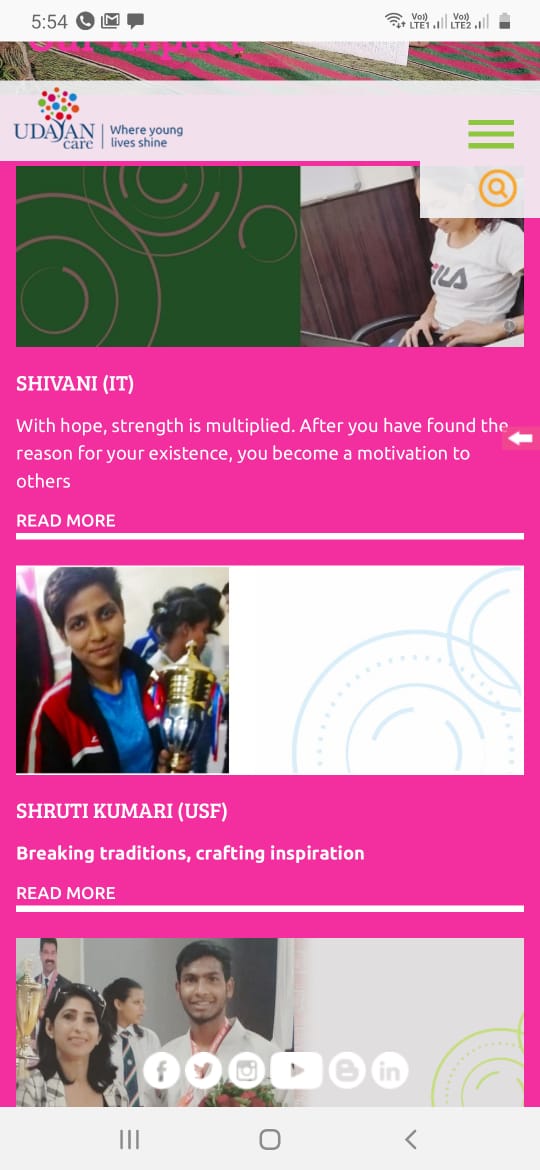 5:54
Vo)) LTE1
Vo)) LTE2
Our Impact
UDAYAN care
Where young
lives shine
FILA
SHIVANI (IT)
With hope, strength is multiplied. After you have found the
reason for your existence, you become a motivation to
others
READ MORE
SHRUTI KUMARI (USF)
Breaking traditions, crafting inspiration
READ MORE